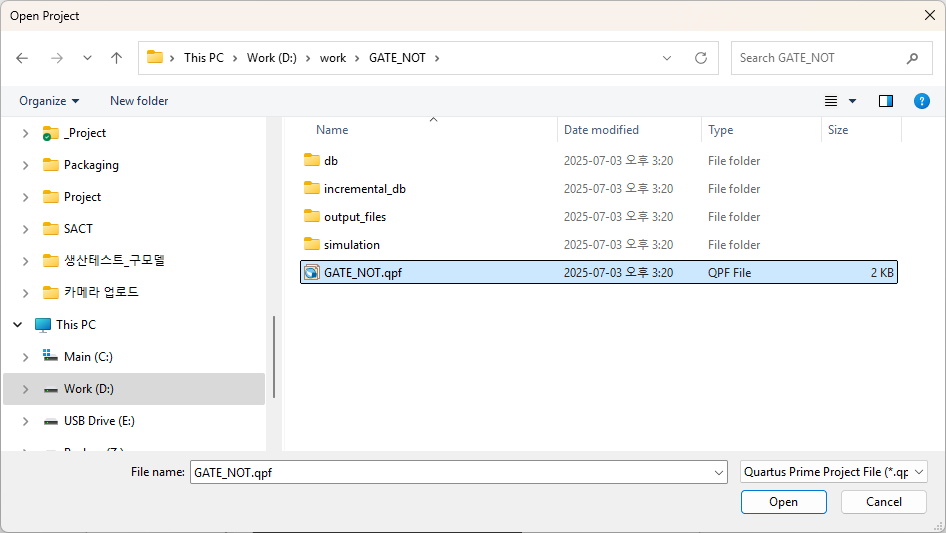 Open Project
This PC
Work (D:)
work
GATE_NOT
Search GATE_NOT
Organize
New folder
Name
Date modified
Type
Size
_Project
Packaging
Project
SACT
생산테스트_구모델
카메라 업로드
This PC
Main (C:)
Work (D:)
USB Drive (E:)
db 2025-07-03 오후 3:20 File folder
incremental_db 2025-07-03 오후 3:20 File folder
output_files 2025-07-03 오후 3:20 File folder
simulation 2025-07-03 오후 3:20 File folder
GATE_NOT.qpf 2025-07-03 오후 3:20 QPF File 2 KB
File name: GATE_NOT.qpf
Quartus Prime Project File (*.qp
Open
Cancel